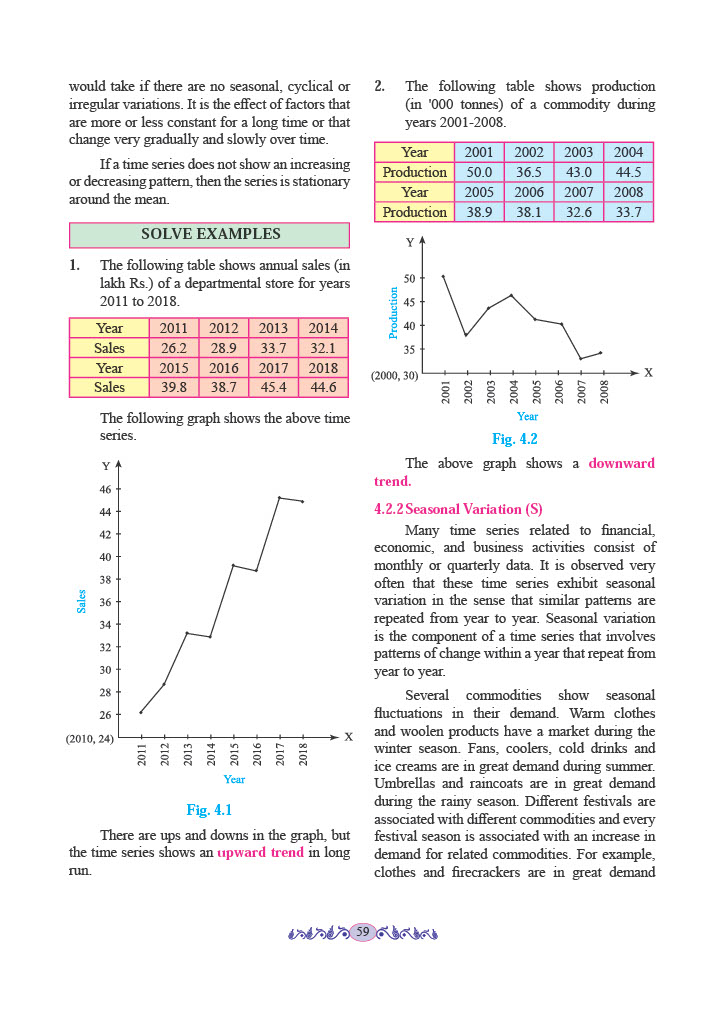 would take if there are no seasonal, cyclical or
irregular variations. It is the effect of factors that
are more or less constant for a long time or that
change very gradually and slowly over time.
If a time series does not show an increasing
or decreasing pattern, then the series is stationary
around the mean.
SOLVE EXAMPLES
1. The following table shows annual sales (in
lakh Rs.) of a departmental store for years
2011 to 2018.
Year 2011 2012 2013 2014
Sales 26.2 28.9 33.7 32.1
Year 2015 2016 2017 2018
Sales 39.8 38.7 45.4 44.6
The following graph shows the above time
series.
Y
46
44
42
40
38
36
34
32
30
28
26
Sales
(2010, 24)
X
2011 2012 2013 2014 2015 2016 2017 2018
Year
Fig. 4.1
There are ups and downs in the graph, but
the time series shows an upward trend in long
run.
2. The following table shows production
(in '000 tonnes) of a commodity during
years 2001-2008.
Year 2001 2002 2003 2004
Production 50.0 36.5 43.0 44.5
Year 2005 2006 2007 2008
Production 38.9 38.1 32.6 33.7
Y
50
45
40
35
Production
(2000, 30)
X
2001 2002 2003 2004 2005 2006 2007 2008
Year
Fig. 4.2
The above graph shows a downward
trend.
4.2.2 Seasonal Variation (S)
Many time series related to financial,
economic, and business activities consist of
monthly or quarterly data. It is observed very
often that these time series exhibit seasonal
variation in the sense that similar patterns are
repeated from year to year. Seasonal variation
is the component of a time series that involves
patterns of change within a year that repeat from
year to year.
Several commodities show seasonal
fluctuations in their demand. Warm clothes
and woolen products have a market during the
winter season. Fans, coolers, cold drinks and
ice creams are in great demand during summer.
Umbrellas and raincoats are in great demand
during the rainy season. Different festivals are
associated with different commodities and every
festival season is associated with an increase in
demand for related commodities. For example,
clothes and firecrackers are in great demand
59